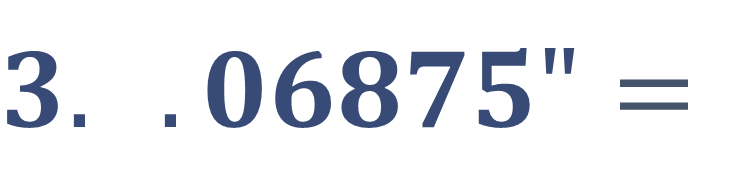 3. .06875" =